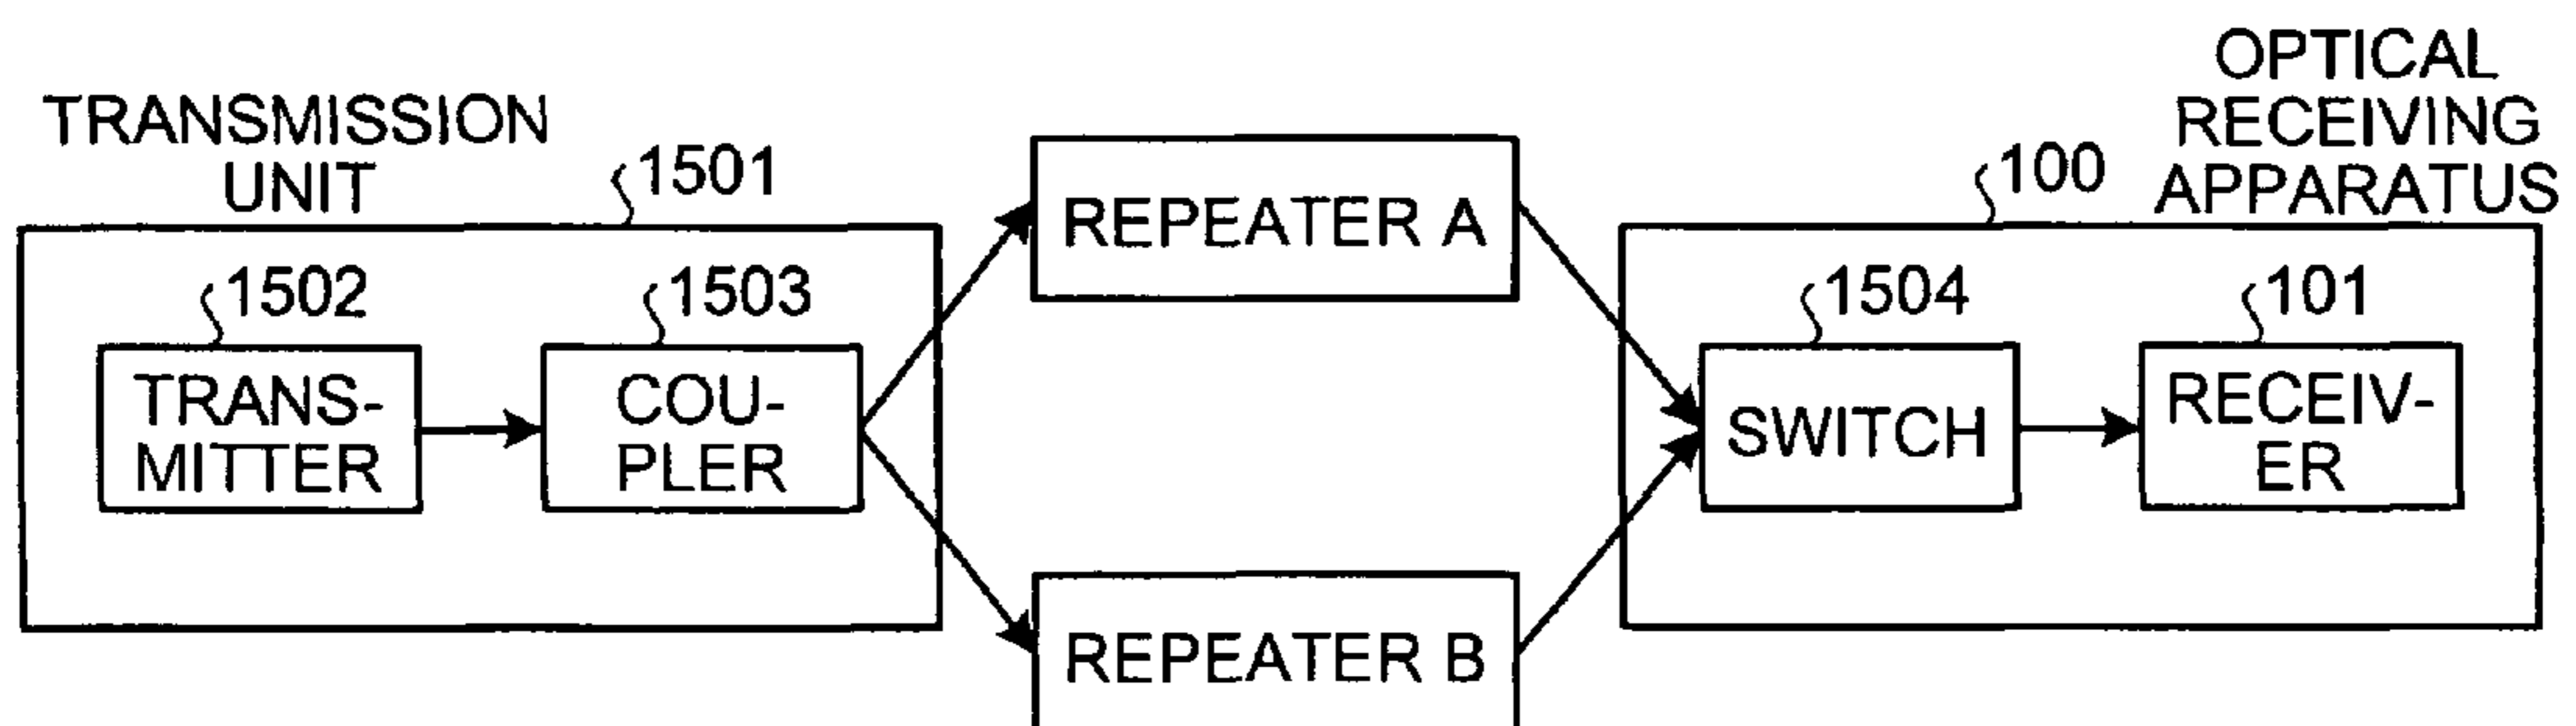 TRANSMISSION
UNIT
1501
1502
TRANS-
MITTER
1503
COU-
PLER
REPEATER A
REPEATER B
OPTICAL
RECEIVING
APPARATUS
100
1504
SWITCH
101
RECEIV-
ER